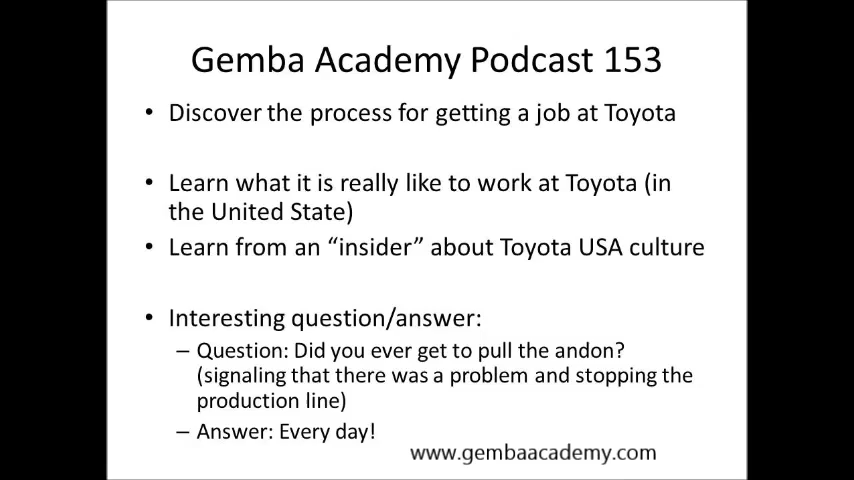 Gemba Academy Podcast 153
• Discover the process for getting a job at Toyota
• Learn what it is really like to work at Toyota (in
the United State)
• Learn from an “insider” about Toyota USA culture
• Interesting question/answer:
– Question: Did you ever get to pull the andon?
(signaling that there was a problem and stopping the
production line)
– Answer: Every day!
www.gembaacademy.com